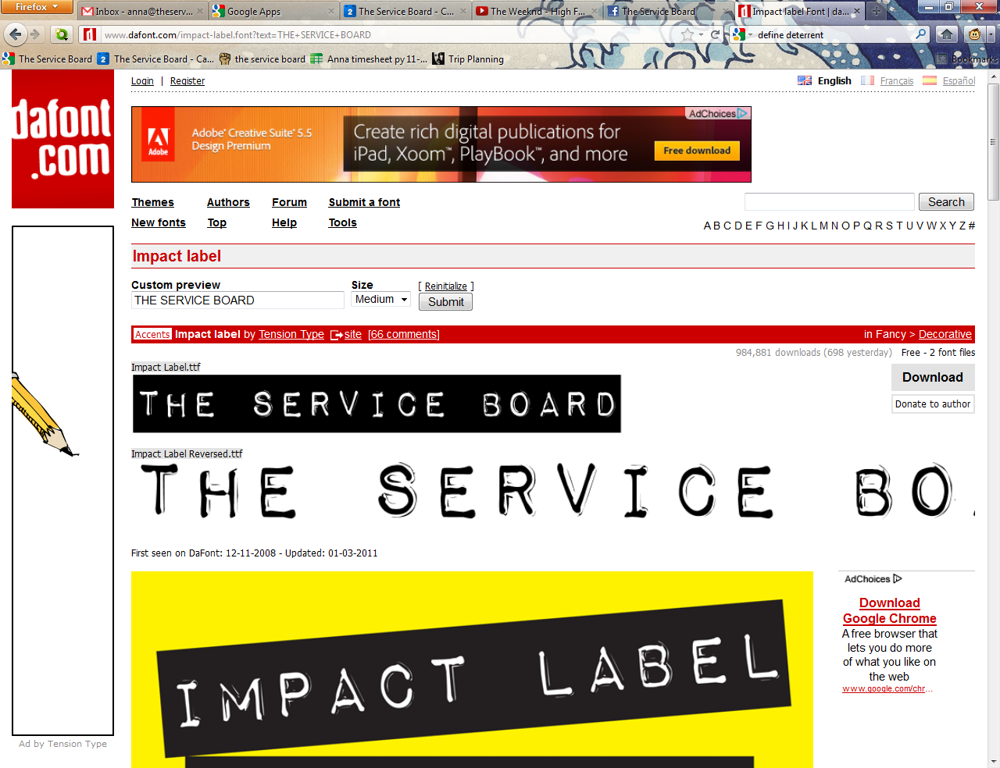 Firefox
Inbox - anna@theserv...
Google Apps
The Service Board - C...
The Weeknd - High F...
The Service Board
Impact label Font | da...
www.dafont.com/impact-label.font?text=THE+SERVICE+BOARD
define deterrent
The Service Board
The Service Board - Ca...
the service board
Anna timesheet py 11-...
Trip Planning
Bookmarks
dafont
.com
Login | Register
English Français Español
Adobe
Adobe® Creative Suite® 5.5
Design Premium
Create rich digital publications for
iPad, Xoom™, PlayBook™, and more
AdChoices
Free download
Themes Authors Forum Submit a font
New fonts Top Help Tools
Search
A B C D E F G H I J K L M N O P Q R S T U V W X Y Z #
Impact label
Custom preview Size [ Reinitialize ]
THE SERVICE BOARD Medium Submit
Accents Impact label by Tension Type site [66 comments] in Fancy > Decorative
984,881 downloads (698 yesterday) Free - 2 font files
Impact Label.ttf
Download
THE SERVICE BOARD
Donate to author
Impact Label Reversed.ttf
THE SERVICE BO
First seen on DaFont: 12-11-2008 - Updated: 01-03-2011
IMPACT LABEL
AdChoices
Download
Google Chrome
A free browser that
lets you do more
of what you like on
the web
www.google.com/chr...
Ad by Tension Type